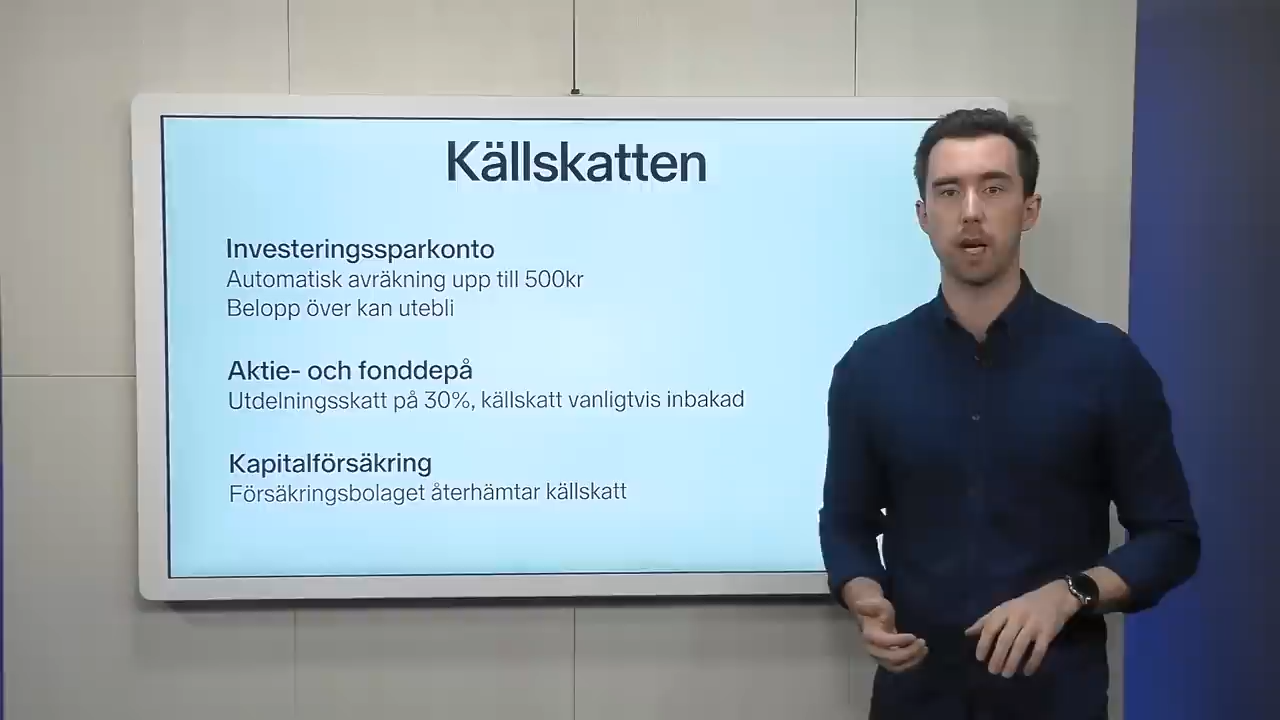 Källskatten
Investeringssparkonto
Automatisk avräkning upp till 500kr
Belopp över kan utebli
Aktie- och fonddepå
Utdelningsskatt på 30%, källskatt vanligtvis inbakad
Kapitalförsäkring
Försäkringsbolaget återhämtar källskatt